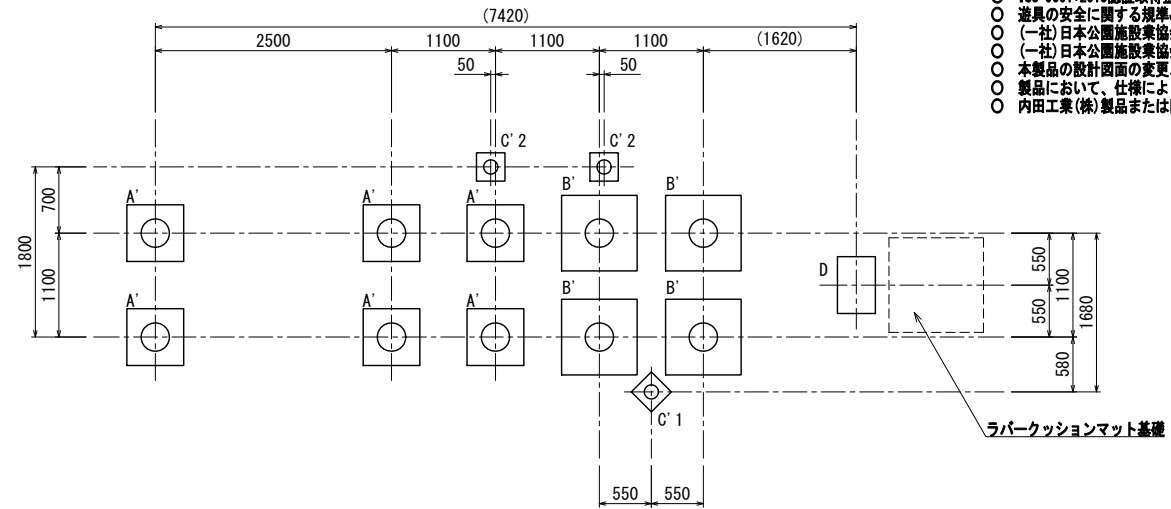 遊具の安全に関する規準
(一社)日本公園施設業協
(一社)日本公園施設業協
本製品の設計図面の変更
製品において、仕様によ
内田工業(株)製品または
(7420)
2500 1100 1100 1100 (1620)
50 50
C'2 C'2
700
1800
1100
A' A' A' B' B'
D
550
550
1100
1680
580
A' A' A' B' B'
C'1
ラバークッションマット基礎
550 550